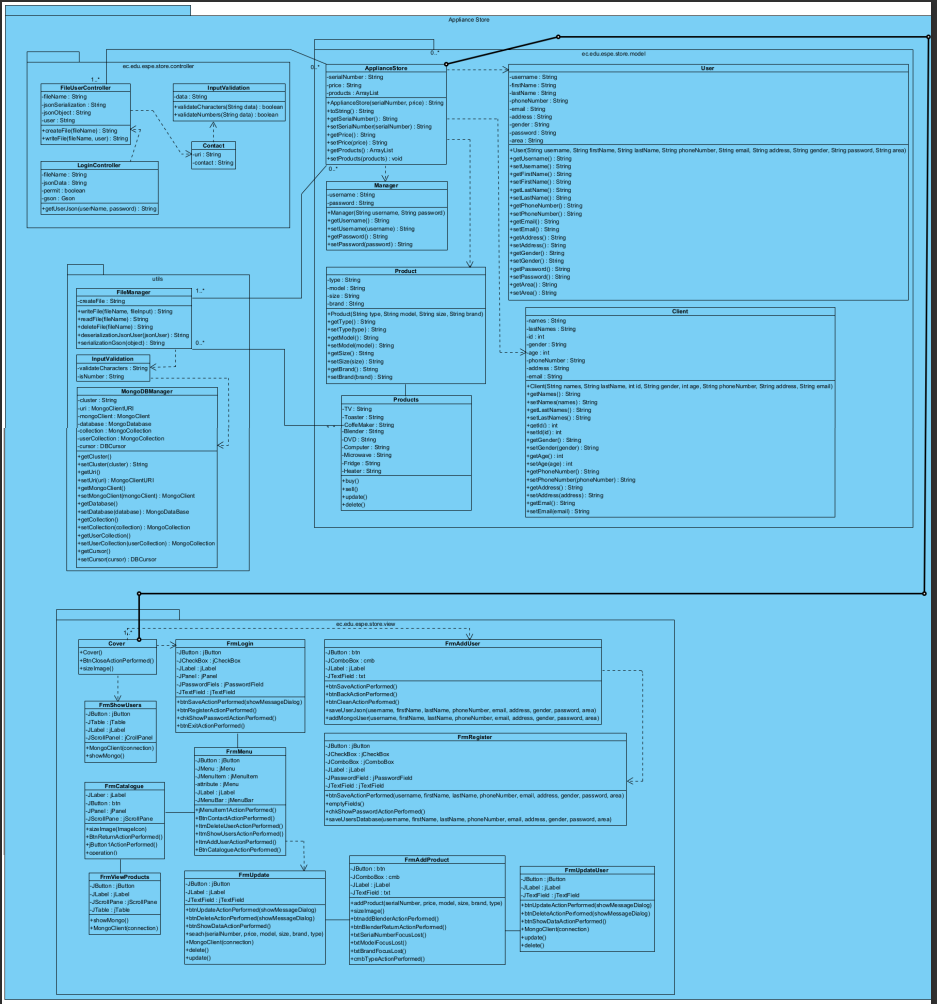 Appliance Store
ec.edu.espe.store.controller
1..*
FileUserController
-fileName : String
-jsonSerialization : String
-jsonObject : String
-user : String
+createFile(fileName) : String
+writeFile(fileName, user) : String
InputValidation
-data : String
+validateCharacters(String data) : boolean
+validateNumbers(String data) : boolean
Contact
-url : String
-contact : String
LoginController
-fileName : String
-jsonData : String
-permit : boolean
-gson : Gson
+getUserJson(userName, password) : String
0..*
0..*
ec.edu.espe.store.model
ApplianceStore
-serialNumber : String
-price : String
-products : ArrayList
+ApplianceStore(serialNumber, price) : String
+toString() : String
+getSerialNumber() : String
+setSerialNumber(serialNumber) : String
+getPrice() : String
+setPrice(price) : String
+getProducts() : ArrayList
+setProducts(products) : void
0..*
Manager
-username : String
-password : String
+Manager(String username, String password)
+getUsername() : String
+setUsername(username) : String
+getPassword() : String
+setPassword(password) : String
Product
-type : String
-model : String
-size : String
-brand : String
+Product(String type, String model, String size, String brand)
+getType() : String
+setType(type) : String
+getModel() : String
+setModel(model) : String
+getSize() : String
+setSize(size) : String
+getBrand() : String
+setBrand(brand) : String
Products
-TV : String
-Toaster : String
-CoffeMaker : String
-Blender : String
-DVD : String
-Computer : String
-Microwave : String
-Fridge : String
-Heater : String
+buy()
+sell()
+update()
+delete()
User
-username : String
-firstName : String
-lastName : String
-phoneNumber : String
-email : String
-address : String
-gender : String
-password : String
-area : String
+User(String username, String firstName, String lastName, String phoneNumber, String email, String address, String gender, String password, String area)
+getUsername() : String
+setUsername() : String
+getFirstName() : String
+setFirstName() : String
+getLastName() : String
+setLastName() : String
+getPhoneNumber() : String
+setPhoneNumber() : String
+getEmail() : String
+setEmail() : String
+getAddress() : String
+setAddress() : String
+getGender() : String
+setGender() : String
+getPassword() : String
+setPassword() : String
+getArea() : String
+setArea() : String
Client
-names : String
-lastNames : String
-id : int
-gender : String
-age : int
-phoneNumber : String
-address : String
-email : String
+Client(String names, String lastName, int id, String gender, int age, String phoneNumber, String address, String email)
+getNames() : String
+setNames(names) : String
+getLastNames() : String
+setLastNames() : String
+getId() : int
+setId(id) : int
+getGender() : String
+setGender(gender) : String
+getAge() : int
+setAge(age) : int
+getPhoneNumber() : String
+setPhoneNumber(phoneNumber) : String
+getAddress() : String
+setAddress(address) : String
+getEmail() : String
+setEmail(email) : String
utils
FileManager
-createFile : String
+writeFile(fileName, fileInput) : String
+readFile(fileName) : String
+deleteFile(fileName) : String
+deserializationJsonUser(jsonUser) : String
+serializationGson(object) : String
1..*
0..*
InputValidation
-validateCharacters : String
-isNumber : String
MongoDBManager
-cluster : String
-uri : MongoClientURI
-mongoClient : MongoClient
-database : MongoDatabase
-collection : MongoCollection
-userCollection : MongoCollection
-cursor : DBCursor
+getCluster()
+setCluster(cluster) : String
+getUri()
+setUri(uri) : MongoClientURI
+getMongoClient()
+setMongoClient(mongoClient) : MongoClient
+getDatabase()
+setDatabase(database) : MongoDataBase
+getCollection()
+setCollection(collection) : MongoCollection
+getUserCollection()
+setUserCollection(userCollection) : MongoCollection
+getCursor()
+setCursor(cursor) : DBCursor
ec.edu.espe.store.view
1..*
Cover
+Cover()
+BtnCloseActionPerformed()
+sizeImage()
FrmLogin
-JButton : jButton
-JCheckBox : jCheckBox
-JLabel : jLabel
-JPanel : jPanel
-JPasswordFiels : jPasswordField
-JTextField : jTextField
+btnSaveActionPerformed(showMessageDialog)
+btnRegisterActionPerformed()
+chkShowPasswordActionPerformed()
+btnExitActionPerformed()
FrmAddUser
-JButton : btn
-JComboBox : cmb
-JLabel : jLabel
-JTextField : txt
+btnSaveActionPerformed()
+btnBackActionPerformed()
+btnCleanActionPerformed()
+saveUserJson(username, firstName, lastName, phoneNumber, email, address, gender, password, area)
+addMongoUser(username, firstName, lastName, phoneNumber, email, address, gender, password, area)
FrmShowUsers
-JButton : jButton
-JTable : jTable
-JLabel : jLabel
-JScrollPanel : jCrollPanel
+MongoClient(connection)
+showMongo()
FrmMenu
-JButton : jButton
-JMenu : jMenu
-JMenuItem : jMenuItem
-attribute : jMenu
-JLabel : jLabel
-JMenuBar : jMenuBar
+jMenuItem1ActionPerformed()
+BtnContactActionPerformed()
+ItmDeleteUserActionPerformed()
+ItmShowUsersActionPerformed()
+ItmAddUserActionPerformed()
+BtnCatalogueActionPerformed()
FrmRegister
-JButton : jButton
-JCheckBox : jCheckBox
-JComboBox : jComboBox
-JLabel : jLabel
-JPasswordField : jPasswordField
-JTextField : jTextField
+btnSaveActionPerformed(username, firstName, lastName, phoneNumber, email, address, gender, password, area)
+emptyFields()
+chkShowPasswordActionPerformed()
+saveUsersDatabase(username, firstName, lastName, phoneNumber, email, address, gender, password, area)
FrmCatalogue
-JLaber : jLabel
-JButton : btn
-JPanel : jPanel
-JScrollPane : jScrollPane
+sizeImage(ImageIcon)
+BtnReturnActionPerformed()
+jButton1ActionPerformed()
+operation()
FrmViewProducts
-JButton : jButton
-JLabel : jLabel
-JScrollPane : jScrollPane
-JTable : jTable
+showMongo()
+MongoClient(connection)
FrmUpdate
-JButton : jButton
-JLabel : jLabel
-JTextField : jTextField
+btnUpdateActionPerformed(showMessageDialog)
+btnDeleteActionPerformed(showMessageDialog)
+btnShowDataActionPerformed()
+seach(serialNumber, price, model, size, brand, type)
+MongoClient(connection)
+delete()
+update()
FrmAddProduct
-JButton : btn
-JComboBox : cmb
-JLabel : jLabel
-JTextField : txt
+addProduct(serialNumber, price, model, size, brand, type)
+sizeImage()
+btnaddBlenderActionPerformed()
+btnBlenderReturnActionPerformed()
+txtSerialNumberFocusLost()
+txtModelFocusLost()
+txtBrandFocusLost()
+cmbTypeActionPerformed()
FrmUpdateUser
-JButton : jButton
-JLabel : jLabel
-JTextField : jTextField
+btnUpdateActionPerformed(showMessageDialog)
+btnDeleteActionPerformed(showMessageDialog)
+btnShowDataActionPerformed()
+MongoClient(connection)
+update()
+delete()